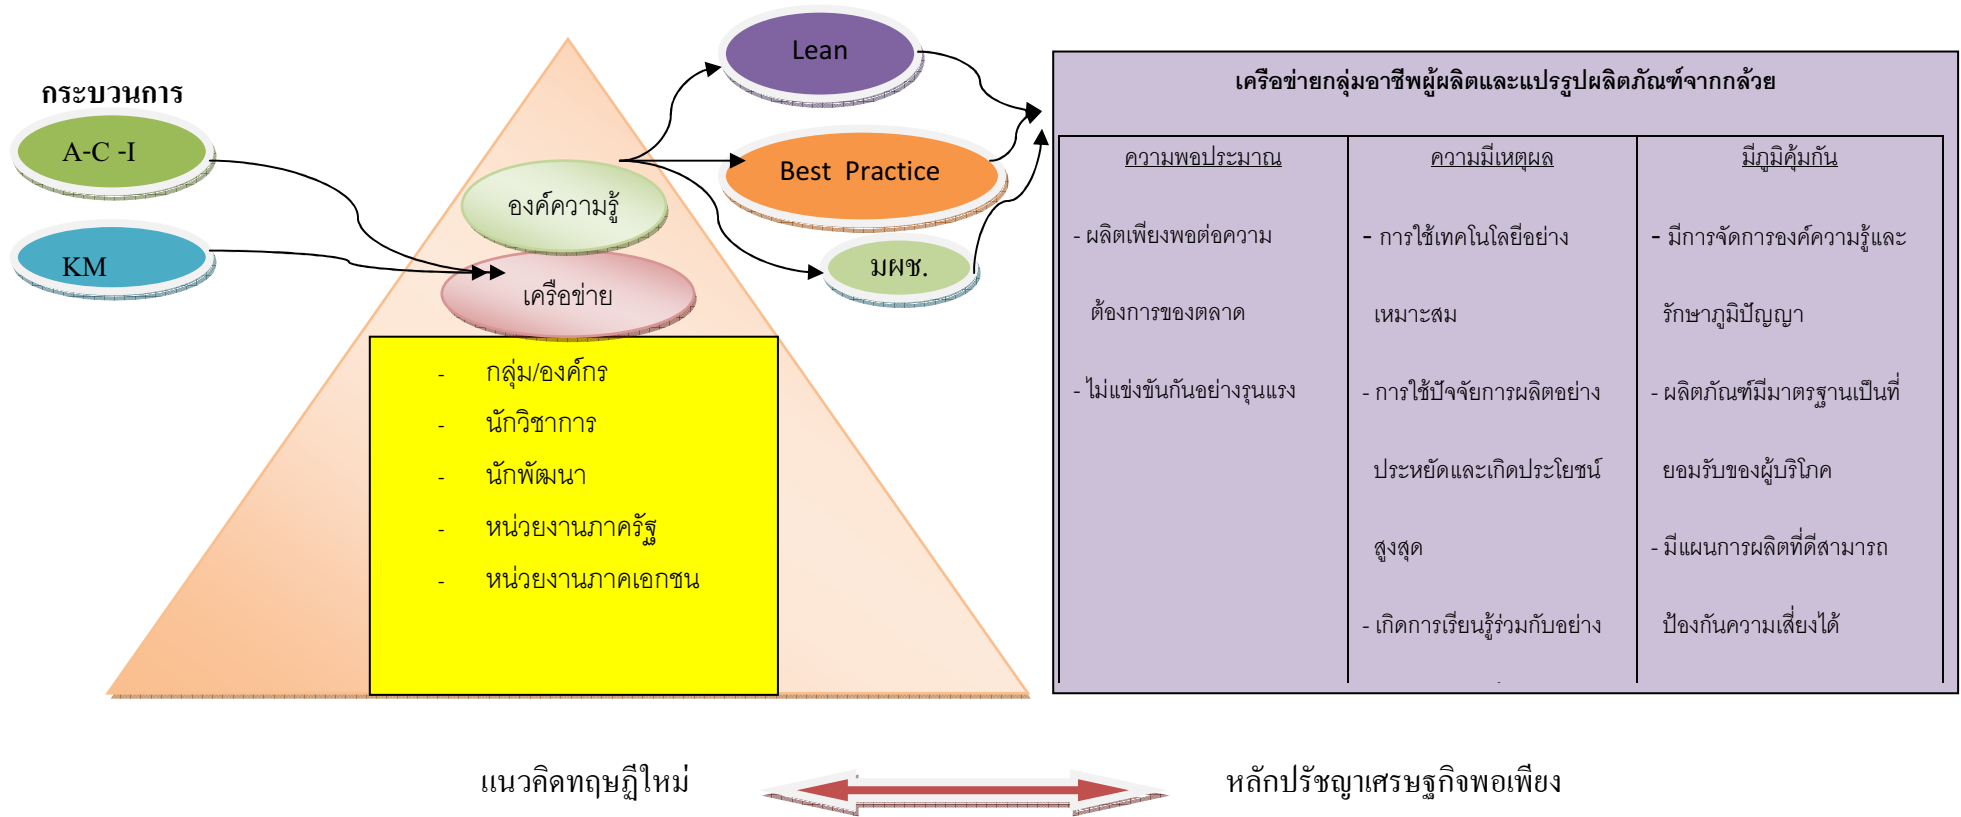 กระบวนการ
A-C -I
KM
องค์ความรู้
เครือข่าย
- กลุ่ม/องค์กร
- นักวิชาการ
- นักพัฒนา
- หน่วยงานภาครัฐ
- หน่วยงานภาคเอกชน
Lean
Best Practice
มผช.
เครือข่ายกลุ่มอาชีพผู้ผลิตและแปรรูปผลิตภัณฑ์จากกล้วย
ความพอประมาณ
- ผลิตเพียงพอต่อความ
ต้องการของตลาด
- ไม่แข่งขันกันอย่างรุนแรง
ความมีเหตุผล
- การใช้เทคโนโลยีอย่าง
เหมาะสม
- การใช้ปัจจัยการผลิตอย่าง
ประหยัดและเกิดประโยชน์
สูงสุด
- เกิดการเรียนรู้ร่วมกับอย่าง
มีภูมิคุ้มกัน
- มีการจัดการองค์ความรู้และ
รักษาภูมิปัญญา
- ผลิตภัณฑ์มีมาตรฐานเป็นที่
ยอมรับของผู้บริโภค
- มีแผนการผลิตที่ดีสามารถ
ป้องกันความเสี่ยงได้
แนวคิดทฤษฎีใหม่
หลักปรัชญาเศรษฐกิจพอเพียง